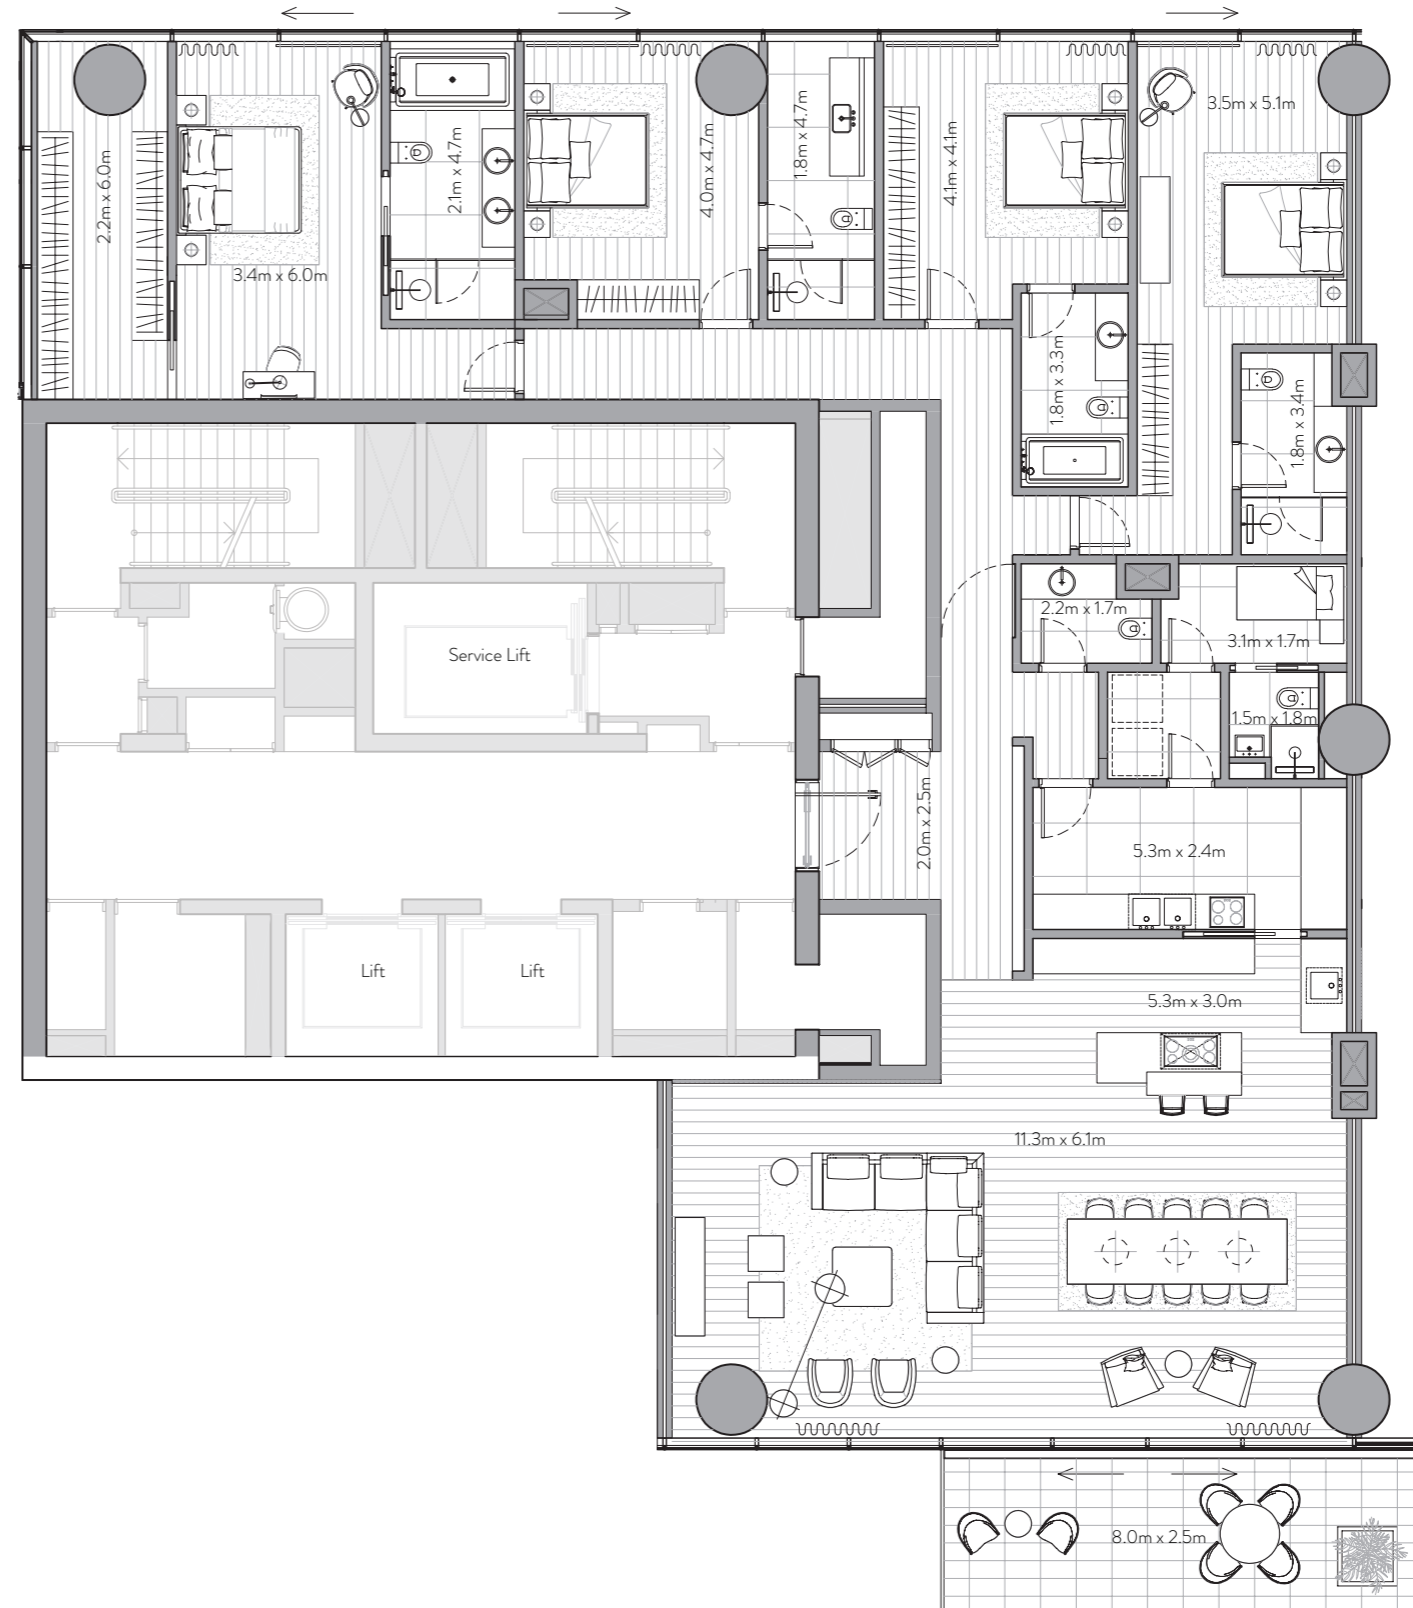 3.5m x 5.1m
2.2m x 6.0m
2.1m x 4.7m
4.0m x 4.7m
1.8m x 4.7m
4.1m x 4.1m
3.4m x 6.0m
1.8m x 3.3m
1.8m x 3.4m
2.2m x 1.7m
3.1m x 1.7m
Service Lift
1.5m x 1.8m
2.0m x 2.5m
5.3m x 2.4m
Lift
Lift
5.3m x 3.0m
11.3m x 6.1m
8.0m x 2.5m